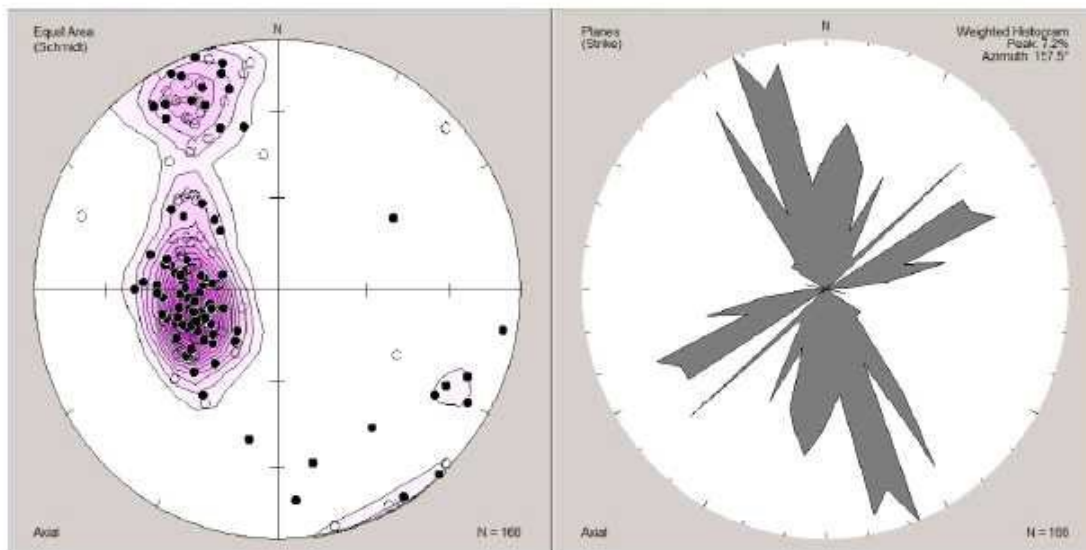 Equal Area
(Schmidt)
N
Axial
N = 166
Planes
(Strike)
N
Weighted Histogram
Peak: 7.2%
Azimuth: 157.5°
Axial
N = 166